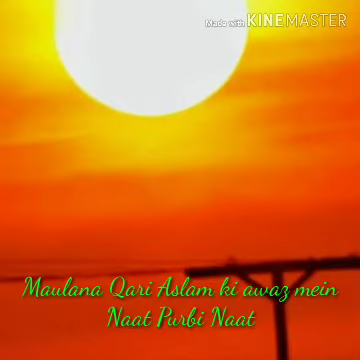 Made with KINEMASTER
Maulana Qari Aslam ki awaz mein
Naat Purbi Naat